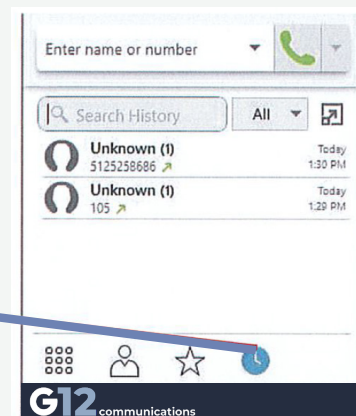 Enter name or number
Search History
All
Unknown (1)
Today
5125258686
1:30 PM
Unknown (1)
Today
105
1:29 PM
G12 communications